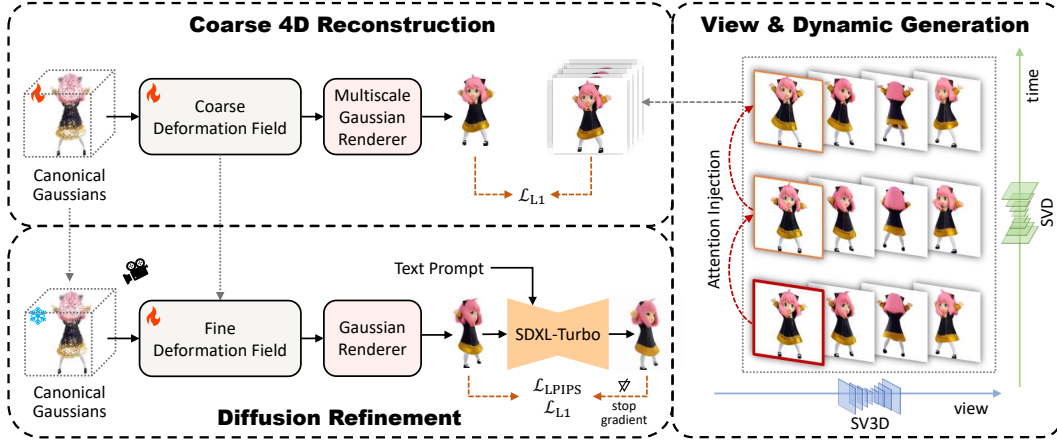 Coarse 4D Reconstruction
Canonical
Gaussians
Coarse
Deformation Field
Multiscale
Gaussian
Renderer
ℒL1
Canonical
Gaussians
Fine
Deformation Field
Gaussian
Renderer
Text Prompt
SDXL-Turbo
ℒLPIPS
ℒL1
stop
gradient
Diffusion Refinement
View & Dynamic Generation
Attention Injection
time
SVD
SV3D
view